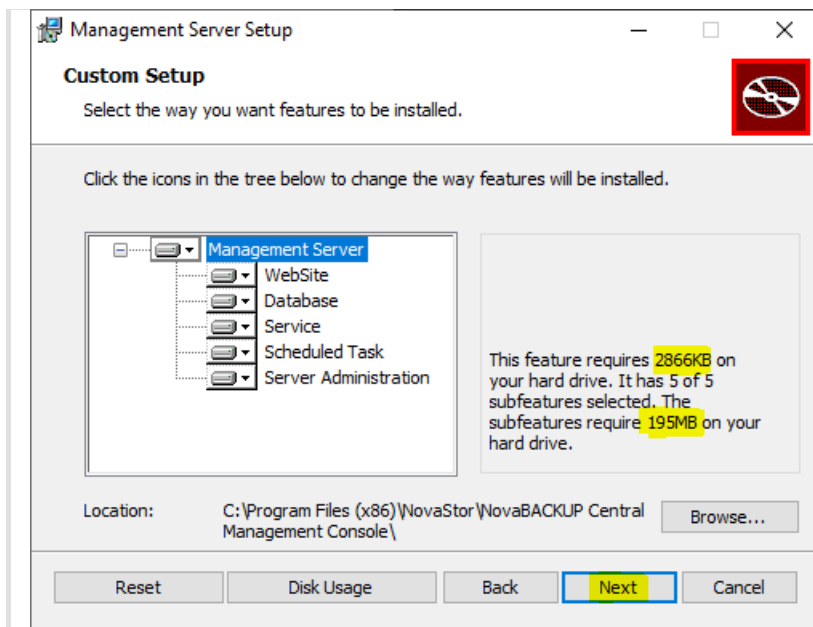 Management Server Setup
Custom Setup
Select the way you want features to be installed.
Click the icons in the tree below to change the way features will be installed.
Management Server
WebSite
Database
Service
Scheduled Task
Server Administration
This feature requires 2866KB on
your hard drive. It has 5 of 5
subfeatures selected. The
subfeatures require 195MB on your
hard drive.
Location:
C:\Program Files (x86)\NovaStor\NovaBACKUP Central
Management Console\
Browse...
Reset
Disk Usage
Back
Next
Cancel